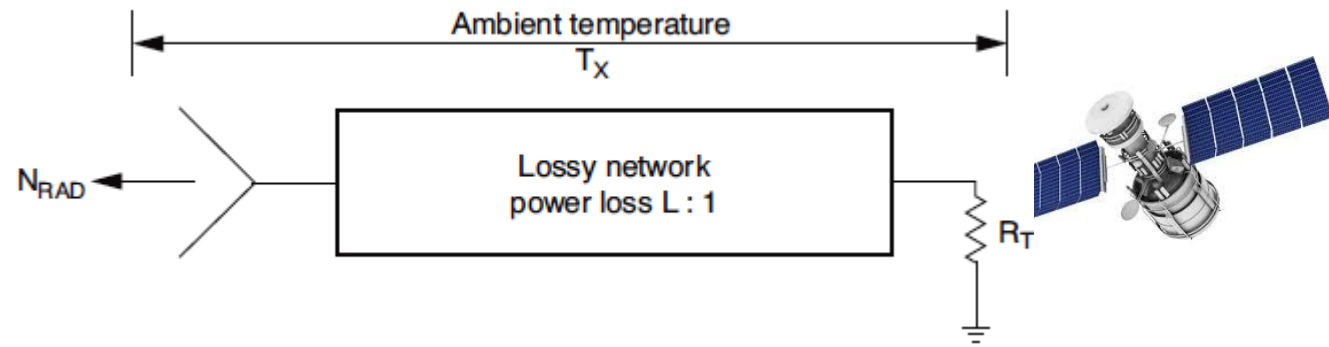 Ambient temperature
T_X
N_RAD
Lossy network
power loss L : 1
R_T